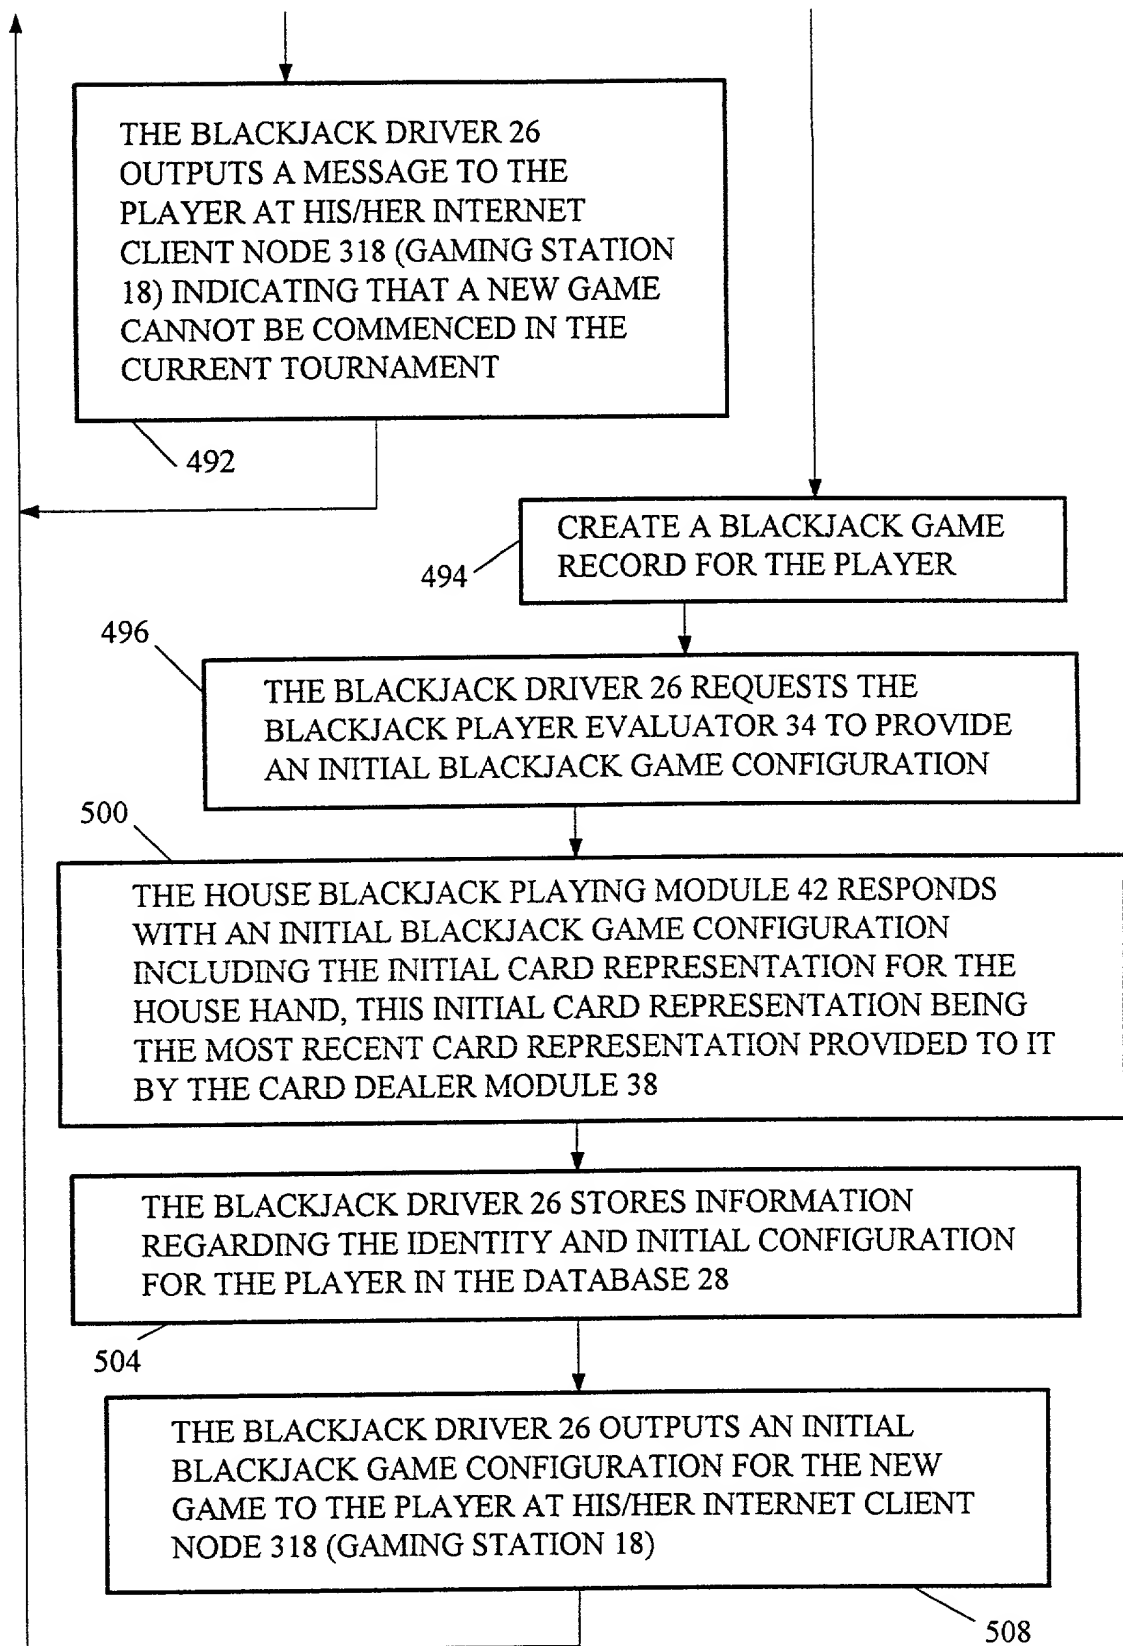 THE BLACKJACK DRIVER 26
OUTPUTS A MESSAGE TO THE
PLAYER AT HIS/HER INTERNET
CLIENT NODE 318 (GAMING STATION
18) INDICATING THAT A NEW GAME
CANNOT BE COMMENCED IN THE
CURRENT TOURNAMENT
492
CREATE A BLACKJACK GAME
RECORD FOR THE PLAYER
494
496
THE BLACKJACK DRIVER 26 REQUESTS THE
BLACKJACK PLAYER EVALUATOR 34 TO PROVIDE
AN INITIAL BLACKJACK GAME CONFIGURATION
500
THE HOUSE BLACKJACK PLAYING MODULE 42 RESPONDS
WITH AN INITIAL BLACKJACK GAME CONFIGURATION
INCLUDING THE INITIAL CARD REPRESENTATION FOR THE
HOUSE HAND, THIS INITIAL CARD REPRESENTATION BEING
THE MOST RECENT CARD REPRESENTATION PROVIDED TO IT
BY THE CARD DEALER MODULE 38
THE BLACKJACK DRIVER 26 STORES INFORMATION
REGARDING THE IDENTITY AND INITIAL CONFIGURATION
FOR THE PLAYER IN THE DATABASE 28
504
THE BLACKJACK DRIVER 26 OUTPUTS AN INITIAL
BLACKJACK GAME CONFIGURATION FOR THE NEW
GAME TO THE PLAYER AT HIS/HER INTERNET CLIENT
NODE 318 (GAMING STATION 18)
508